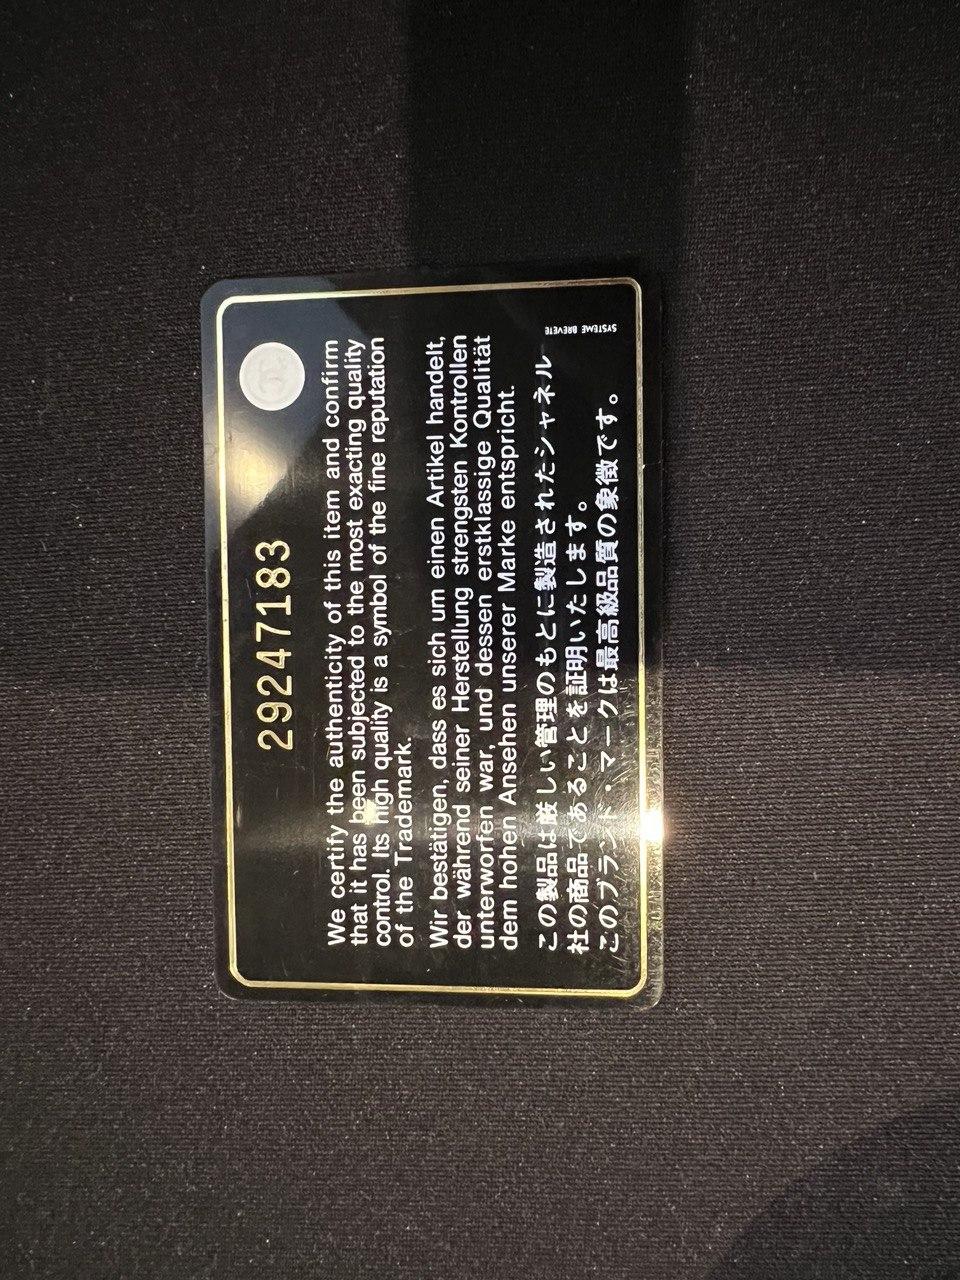 29247183
We certify the authenticity of this item and confirm
that it has been subjected to the most exacting quality
control. Its high quality is a symbol of the fine reputation
of the Trademark.
Wir bestätigen, dass es sich um einen Artikel handelt,
der während seiner Herstellung strengsten Kontrollen
unterworfen war, und dessen erstklassige Qualität
dem hohen Ansehen unserer Marke entspricht.
この製品は厳しい管理のもとに製造されたシャネル
社の商品であることを証明いたします。
このブランド・マークは最高級品質の象徴です。
SYSTEME BREVETE